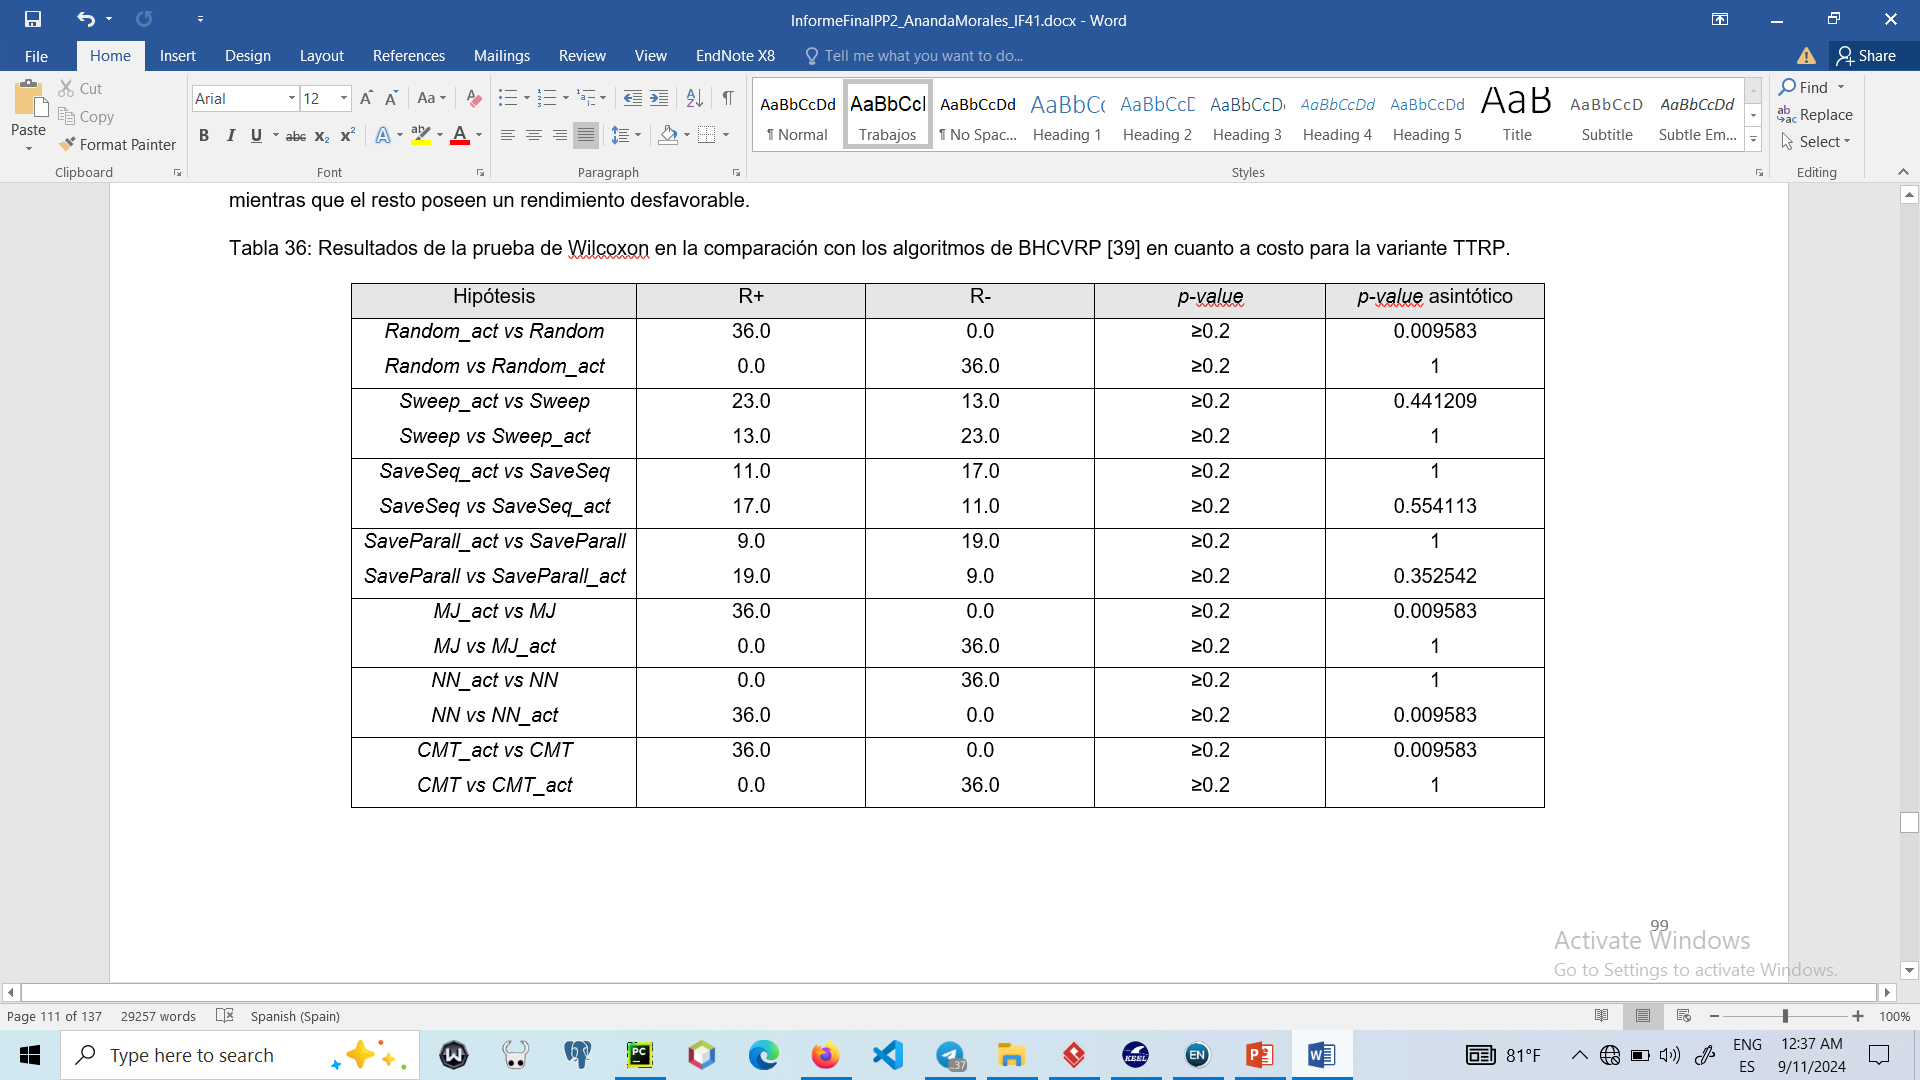 InformeFinalPP2_AnandaMorales_IF41.docx - Word
File Home Insert Design Layout References Mailings Review View EndNote X8 Tell me what you want to do... Share
Paste Cut Copy Format Painter Clipboard
Arial 12 Aa
B I U abc x₂ x² A ab A Font
Paragraph
AaBbCcDd AaBbCcI AaBbCcDd AaBbCc AaBbCcD AaBbCcD AaBbCcDd AaBbCcDd AaB AaBbCcD AaBbCcDd
¶ Normal Trabajos ¶ No Spac... Heading 1 Heading 2 Heading 3 Heading 4 Heading 5 Title Subtitle Subtle Em...
Styles
Find Replace Select Editing
mientras que el resto poseen un rendimiento desfavorable.
Tabla 36: Resultados de la prueba de Wilcoxon en la comparación con los algoritmos de BHCVRP [39] en cuanto a costo para la variante TTRP.
Hipótesis R+ R- p-value p-value asintótico
Random_act vs Random 36.0 0.0 ≥0.2 0.009583
Random vs Random_act 0.0 36.0 ≥0.2 1
Sweep_act vs Sweep 23.0 13.0 ≥0.2 0.441209
Sweep vs Sweep_act 13.0 23.0 ≥0.2 1
SaveSeq_act vs SaveSeq 11.0 17.0 ≥0.2 1
SaveSeq vs SaveSeq_act 17.0 11.0 ≥0.2 0.554113
SaveParall_act vs SaveParall 9.0 19.0 ≥0.2 1
SaveParall vs SaveParall_act 19.0 9.0 ≥0.2 0.352542
MJ_act vs MJ 36.0 0.0 ≥0.2 0.009583
MJ vs MJ_act 0.0 36.0 ≥0.2 1
NN_act vs NN 0.0 36.0 ≥0.2 1
NN vs NN_act 36.0 0.0 ≥0.2 0.009583
CMT_act vs CMT 36.0 0.0 ≥0.2 0.009583
CMT vs CMT_act 0.0 36.0 ≥0.2 1
99
Activate Windows
Go to Settings to activate Windows.
Page 111 of 137 29257 words Spanish (Spain) 100%
Type here to search PC .37 KEEL EN P W 81°F ENG 12:37 AM
ES 9/11/2024